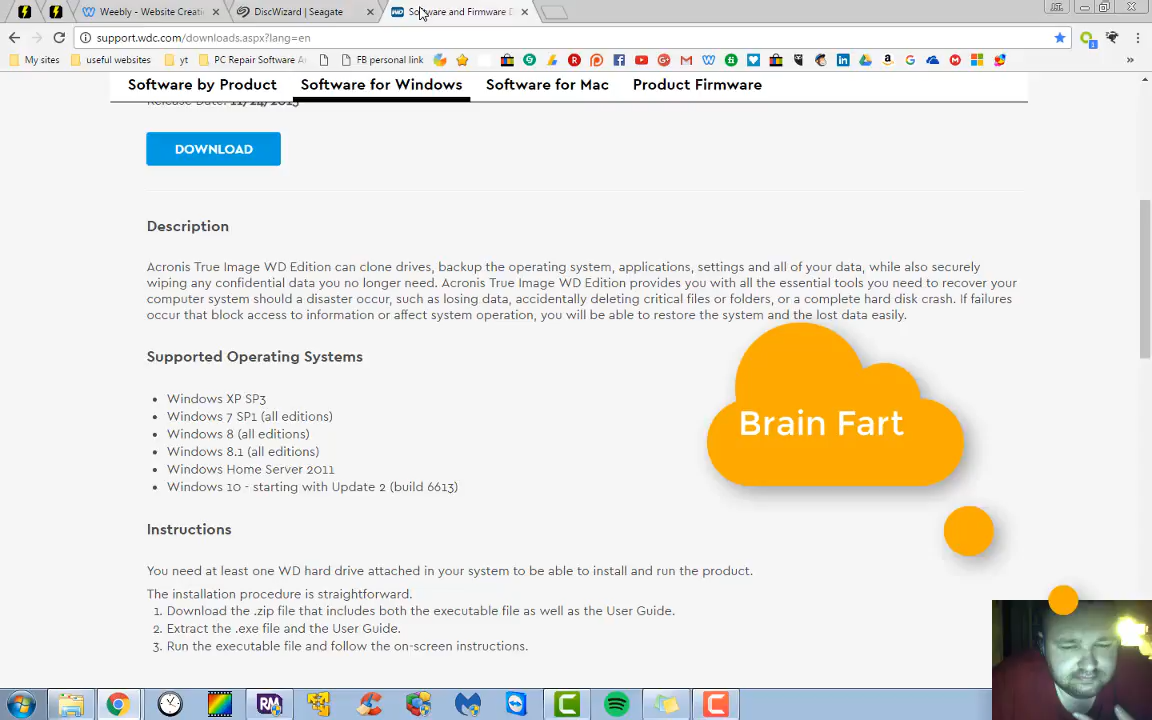 Weebly - Website Creati
DiscWizard | Seagate
Software and Firmware D
support.wdc.com/downloads.aspx?lang=en
My sites
useful websites
yt
PC Repair Software A
FB personal link
Software by Product
Software for Windows
Software for Mac
Product Firmware
DOWNLOAD
Description
Acronis True Image WD Edition can clone drives, backup the operating system, applications, settings and all of your data, while also securely
wiping any confidential data you no longer need. Acronis True Image WD Edition provides you with all the essential tools you need to recover your
computer system should a disaster occur, such as losing data, accidentally deleting critical files or folders, or a complete hard disk crash. If failures
occur that block access to information or affect system operation, you will be able to restore the system and the lost data easily.
Supported Operating Systems
• Windows XP SP3
• Windows 7 SP1 (all editions)
• Windows 8 (all editions)
• Windows 8.1 (all editions)
• Windows Home Server 2011
• Windows 10 - starting with Update 2 (build 6613)
Brain Fart
Instructions
You need at least one WD hard drive attached in your system to be able to install and run the product.
The installation procedure is straightforward.
1. Download the .zip file that includes both the executable file as well as the User Guide.
2. Extract the .exe file and the User Guide.
3. Run the executable file and follow the on-screen instructions.
RM